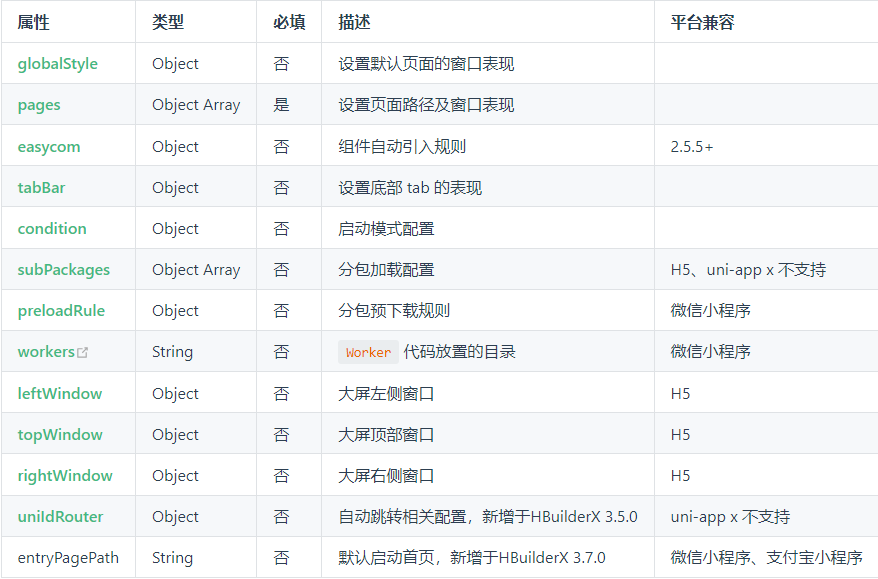 属性 类型 必填 描述 平台兼容
globalStyle Object 否 设置默认页面的窗口表现
pages Object Array 是 设置页面路径及窗口表现
easycom Object 否 组件自动引入规则 2.5.5+
tabBar Object 否 设置底部 tab 的表现
condition Object 否 启动模式配置
subPackages Object Array 否 分包加载配置 H5、uni-app x 不支持
preloadRule Object 否 分包预下载规则 微信小程序
workers String 否 Worker 代码放置的目录 微信小程序
leftWindow Object 否 大屏左侧窗口 H5
topWindow Object 否 大屏顶部窗口 H5
rightWindow Object 否 大屏右侧窗口 H5
uniIdRouter Object 否 自动跳转相关配置，新增于HBuilderX 3.5.0 uni-app x 不支持
entryPagePath String 否 默认启动首页，新增于HBuilderX 3.7.0 微信小程序、支付宝小程序